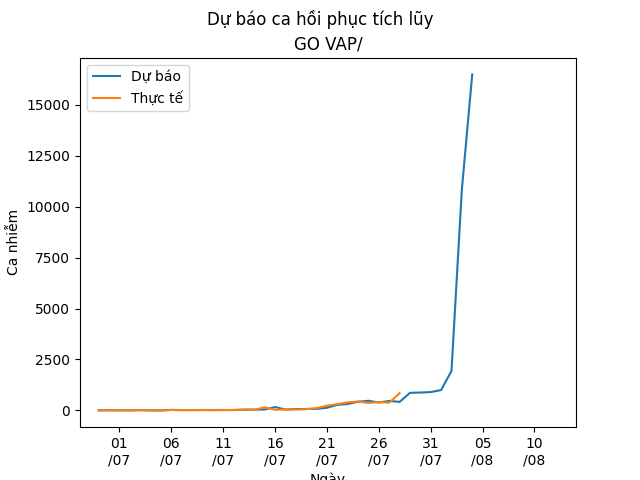 Dự báo ca hồi phục tích lũy
GO VAP/
Dự báo
Thực tế
Ca nhiễm
15000
12500
10000
7500
5000
2500
0
01 06 11 16 21 26 31 05 10
/07 /07 /07 /07 /07 /07 /07 /08 /08
Ngày